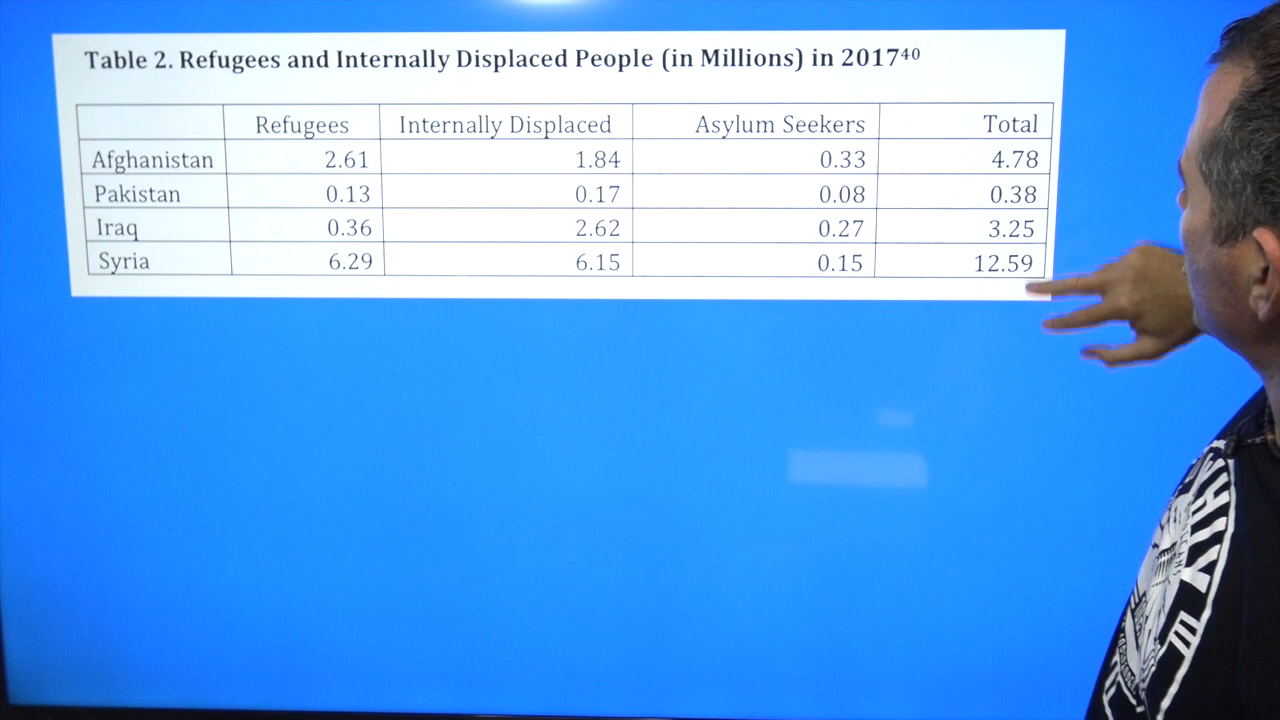 Table 2. Refugees and Internally Displaced People (in Millions) in 2017⁴⁰
Refugees Internally Displaced Asylum Seekers Total
Afghanistan 2.61 1.84 0.33 4.78
Pakistan 0.13 0.17 0.08 0.38
Iraq 0.36 2.62 0.27 3.25
Syria 6.29 6.15 0.15 12.59